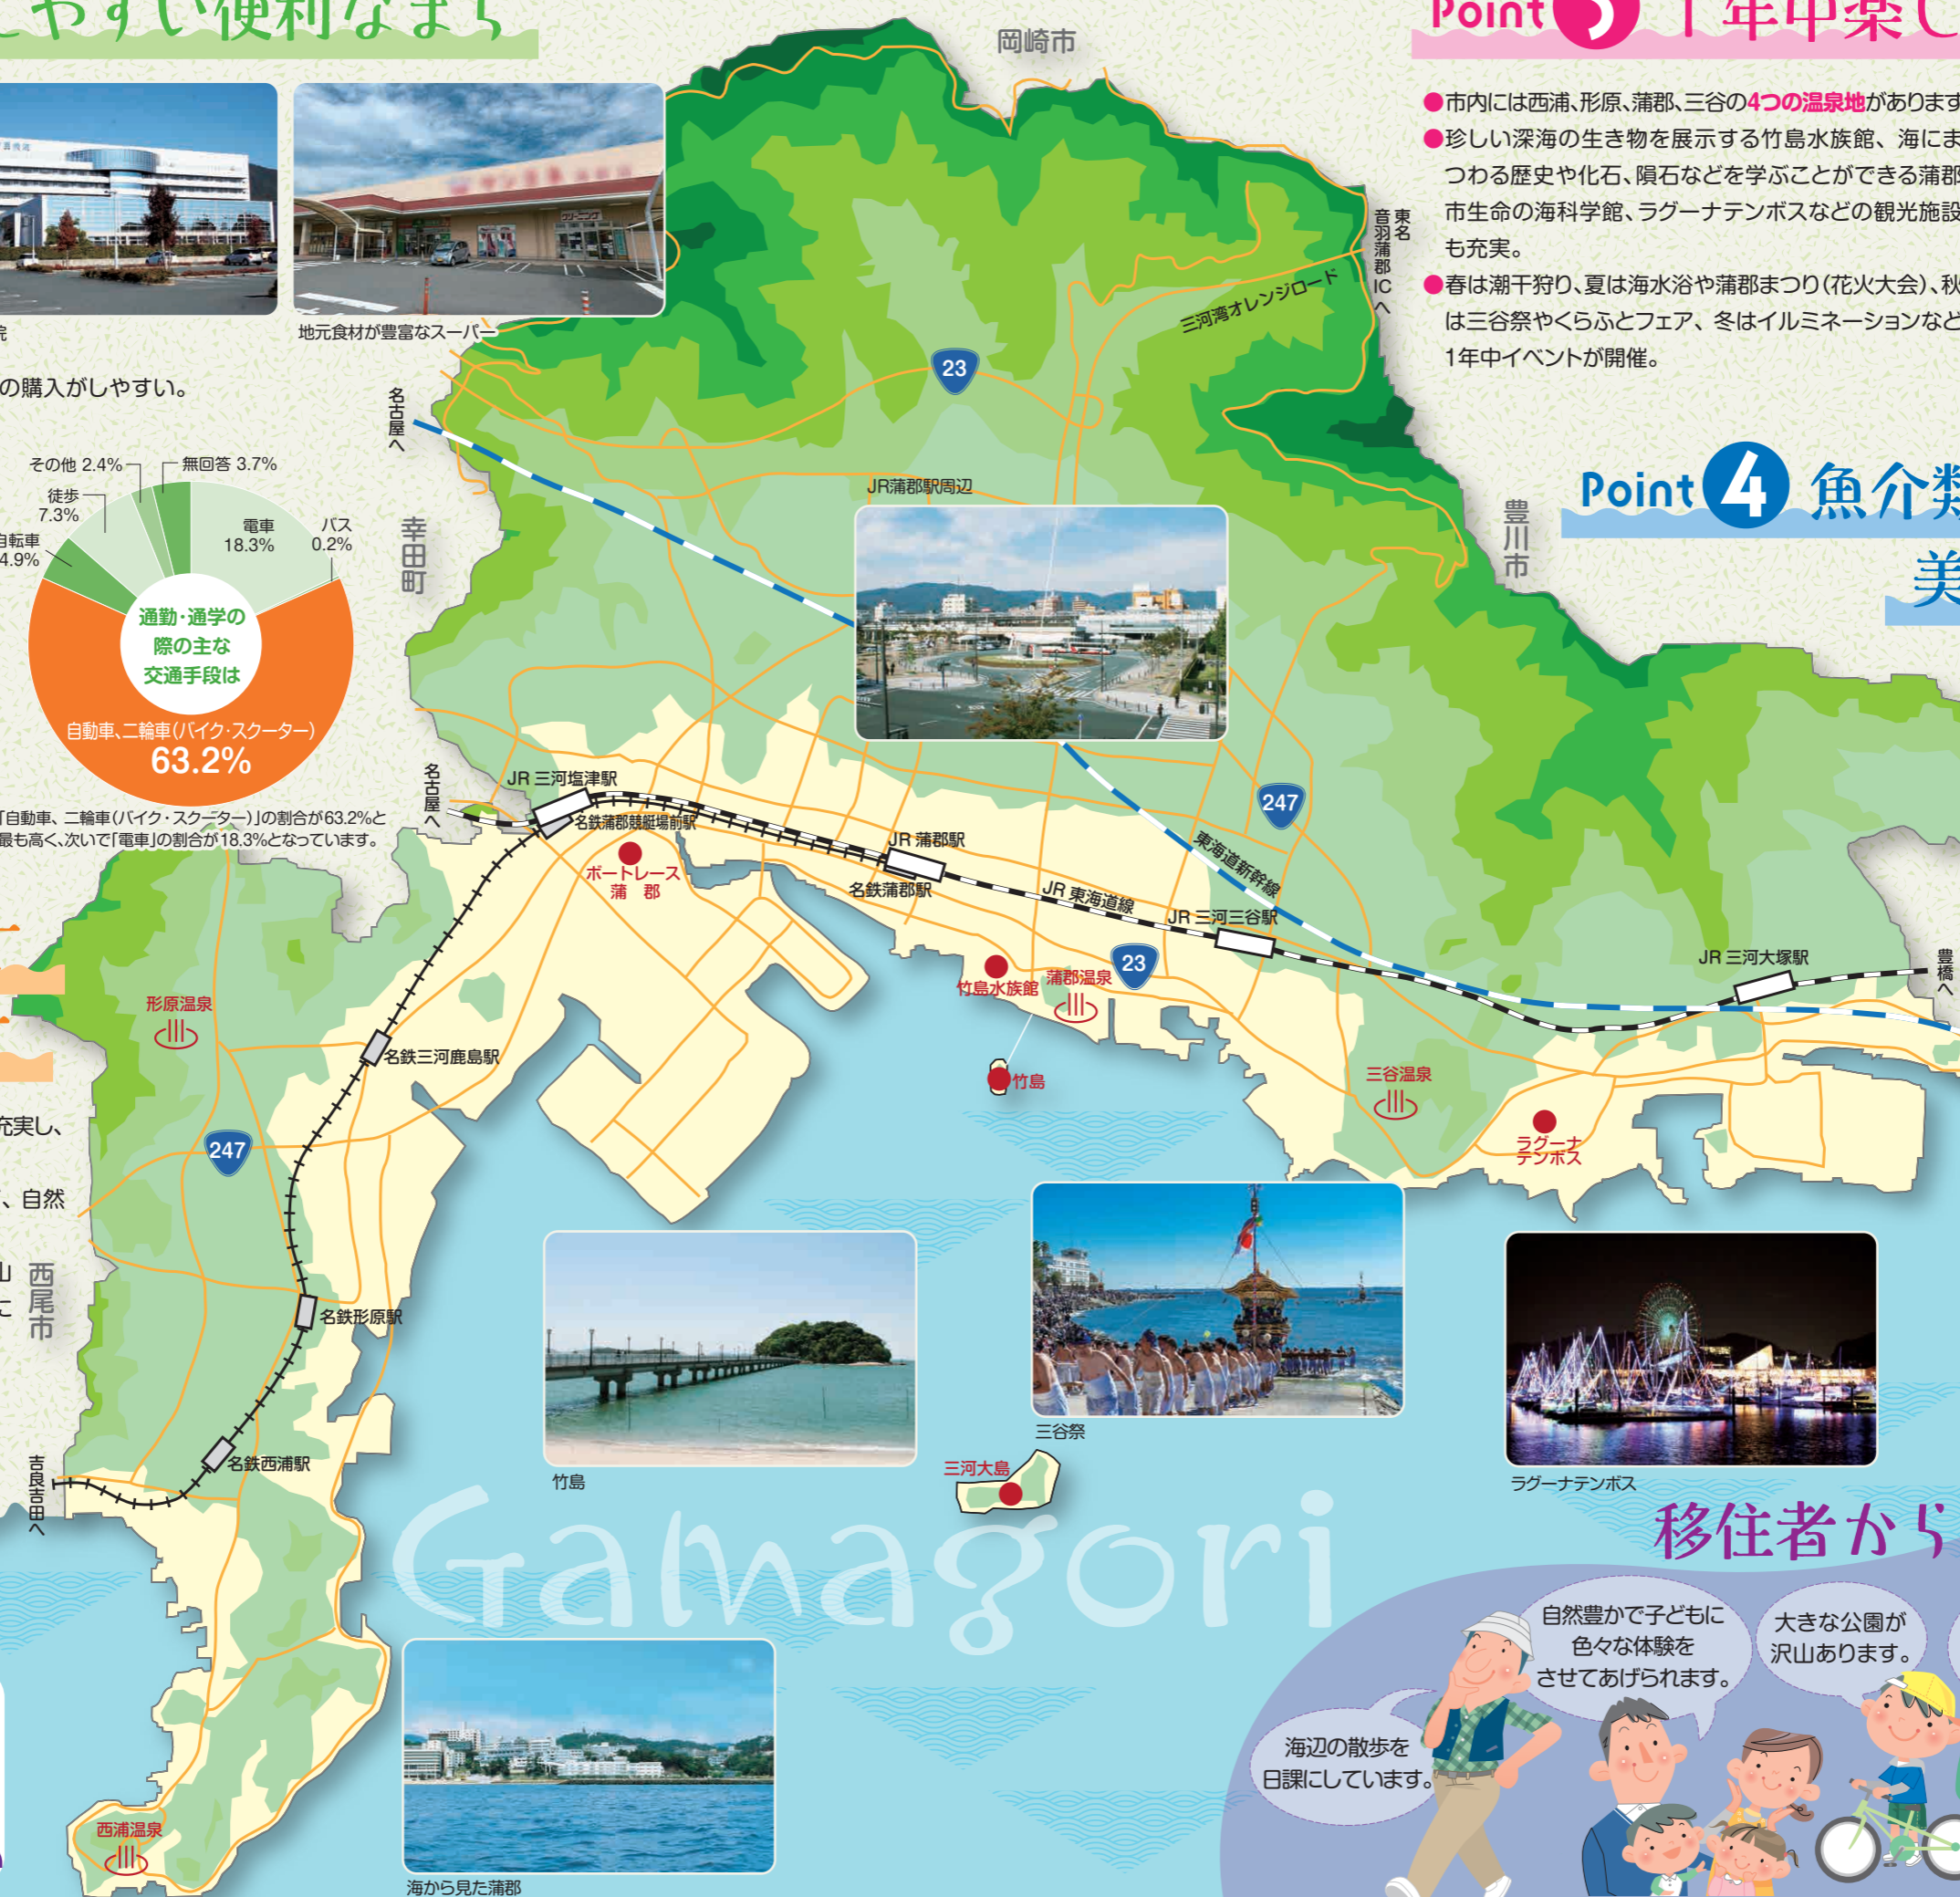 やすい便利なまち
地元食材が豊富なスーパー
の購入がしやすい。
その他 2.4%
無回答 3.7%
徒歩
7.3%
電車
18.3%
バス
0.2%
自転車
4.9%
通勤・通学の
際の主な
交通手段は
自動車、二輪車(バイク・スクーター)
63.2%
「自動車、二輪車(バイク・スクーター)」の割合が63.2%と
最も高く、次いで「電車」の割合が18.3%となっています。
充実し、
、自然
山
に
Point
1年中楽し
●市内には西浦、形原、蒲郡、三谷の4つの温泉地があります
●珍しい深海の生き物を展示する竹島水族館、海にま
つわる歴史や化石、隕石などを学ぶことができる蒲郡
市生命の海科学館、ラグーナテンボスなどの観光施設
も充実。
●春は潮干狩り、夏は海水浴や蒲郡まつり(花火大会)、秋
は三谷祭やくらふとフェア、冬はイルミネーションなど
1年中イベントが開催。
Point 4 魚介類
美
岡崎市
東名
音羽蒲郡ICへ
三河湾オレンジロード
23
名古屋へ
幸田町
JR蒲郡駅周辺
豊川市
名古屋へ
JR 三河塩津駅
名鉄蒲郡競艇場前駅
ボートレース
蒲 郡
JR 蒲郡駅
名鉄蒲郡駅
247
東海道新幹線
JR 東海道線
JR 三河三谷駅
JR 三河大塚駅
豊橋へ
23
竹島水族館
蒲郡温泉
竹島
三谷温泉
ラグーナ
テンボス
形原温泉
名鉄三河鹿島駅
247
西尾市
名鉄形原駅
名鉄西浦駅
吉良吉田へ
竹島
三谷祭
三河大島
ラグーナテンボス
Gamagori
西浦温泉
海から見た蒲郡
移住者から
自然豊かで子どもに
色々な体験を
させてあげられます。
大きな公園が
沢山あります。
海辺の散歩を
日課にしています。